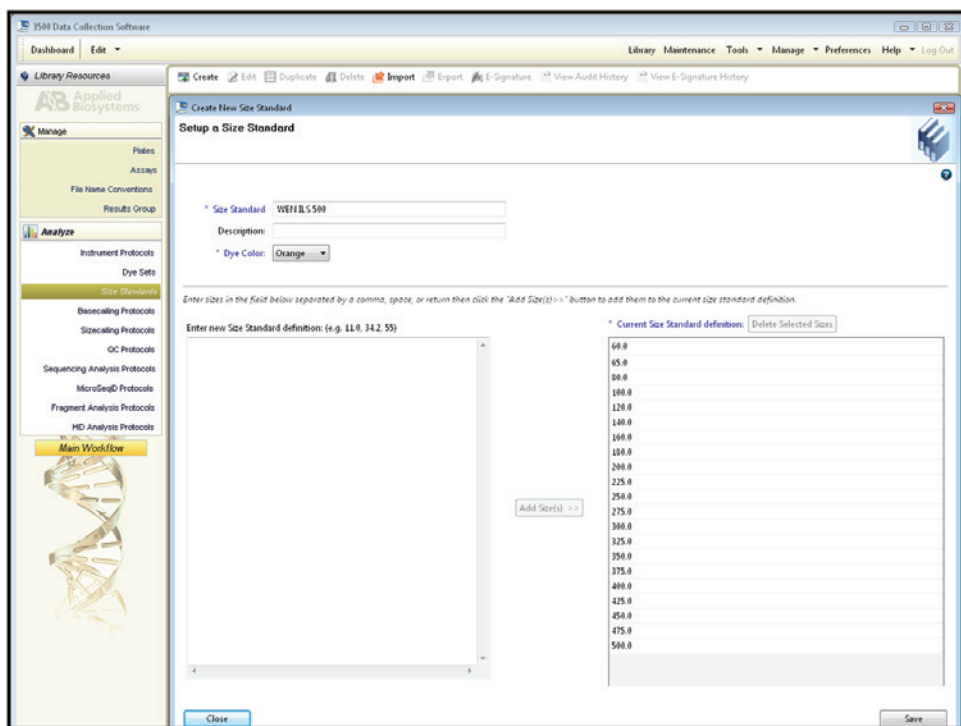 3500 Data Collection Software
Dashboard Edit Library Maintenance Tools Manage Preferences Help Log Out
Library Resources
Create Edit Duplicate Delete Import Export E-Signature View Audit History View E-Signature History
AB Applied Biosystems
Create New Size Standard
Setup a Size Standard
Manage
Plates
Assays
File Name Conventions
Results Group
Analyze
Instrument Protocols
Dye Sets
Size Standards
Basecalling Protocols
Sizecalling Protocols
QC Protocols
Sequencing Analysis Protocols
MicroSeqID Protocols
Fragment Analysis Protocols
HID Analysis Protocols
Main Workflow
* Size Standard WEN ILS 500
Description:
* Dye Color: Orange
Enter sizes in the field below separated by a comma, space, or return then click the "Add Size(s)>>" button to add them to the current size standard definition.
Enter new Size Standard definition: (e.g. 11.0, 34.2, 55)
* Current Size Standard definition: Delete Selected Sizes
60.0
65.0
80.0
100.0
120.0
140.0
160.0
180.0
200.0
225.0
250.0
275.0
300.0
325.0
350.0
375.0
400.0
425.0
450.0
475.0
500.0
Add Size(s) >>
Close
Save